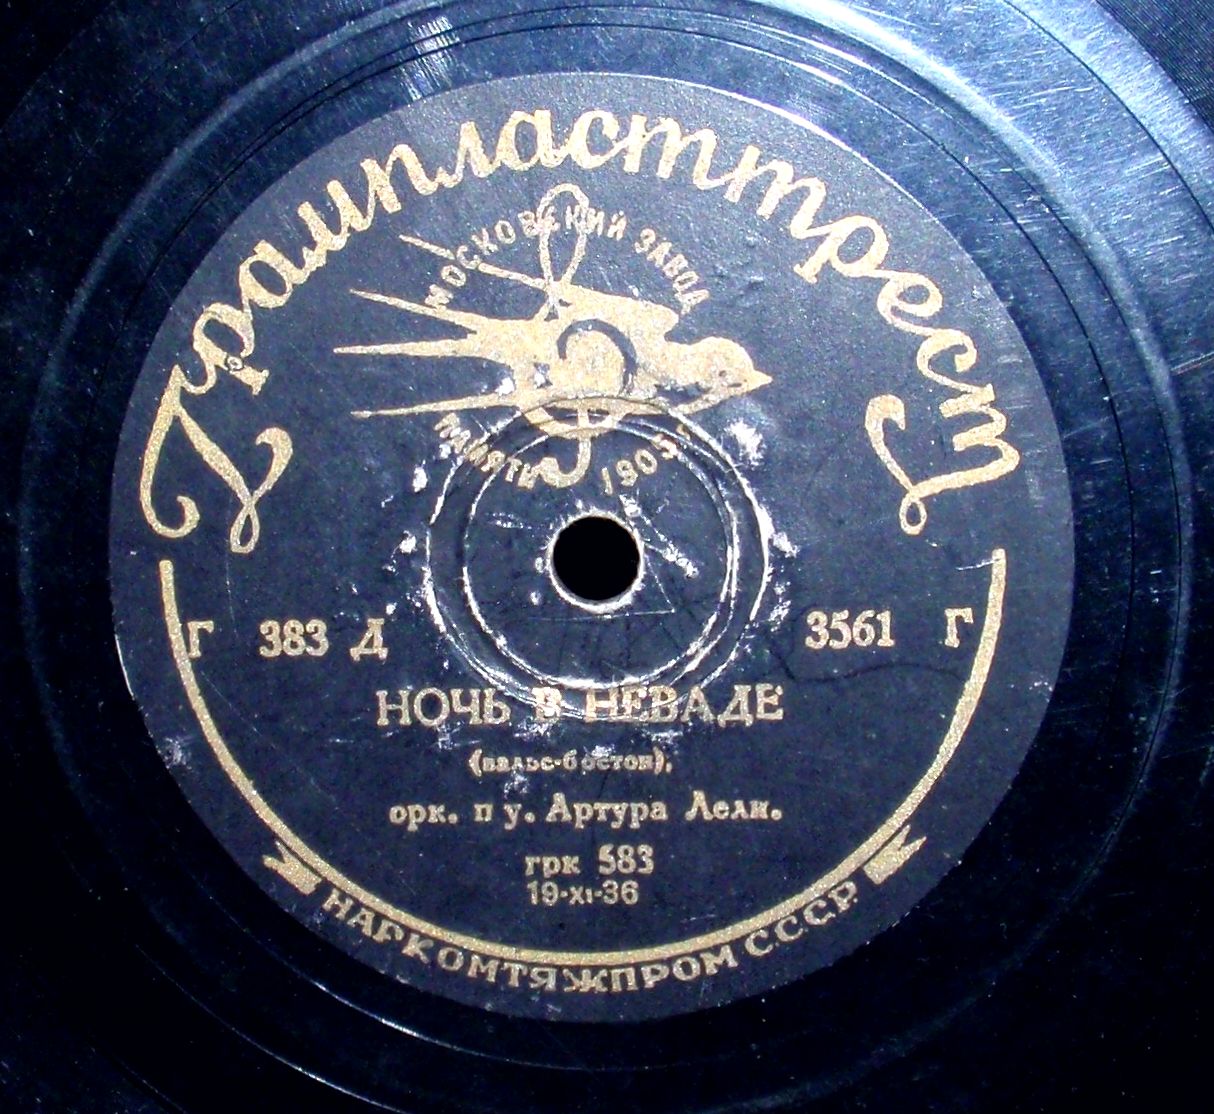 Грампласттрест
МОСКОВСКИЙ ЗАВОД
ПАМЯТИ 1905 г.
Г 383 Д 3561 Г
НОЧЬ В НЕВАДЕ
(вальс-бостон),
орк. п у. Артура Лели.
грк 583
19-XI-36
НАРКОМТЯЖПРОМ С.С.С.Р.